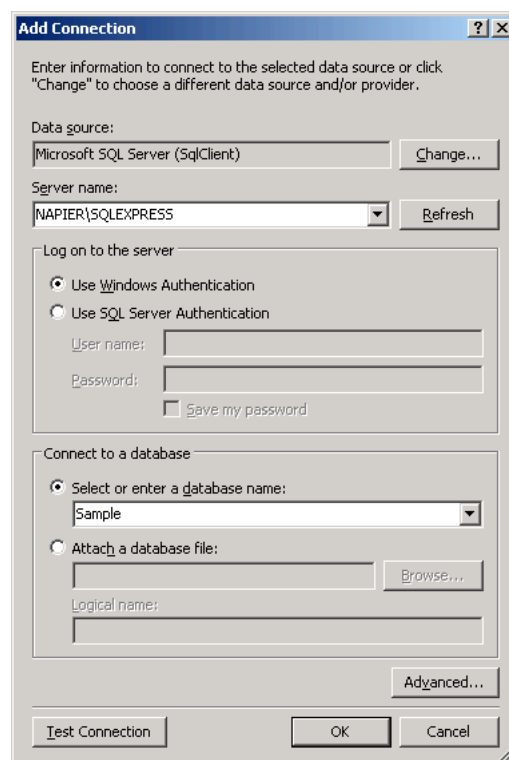 Add Connection
Enter information to connect to the selected data source or click
"Change" to choose a different data source and/or provider.
Data source:
Microsoft SQL Server (SqlClient)
Change...
Server name:
NAPIER\SQLEXPRESS
Refresh
Log on to the server
Use Windows Authentication
Use SQL Server Authentication
User name:
Password:
Save my password
Connect to a database
Select or enter a database name:
Sample
Attach a database file:
Browse...
Logical name:
Advanced...
Test Connection
OK
Cancel